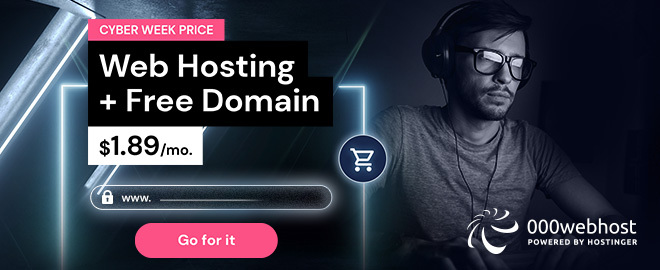 CYBER WEEK PRICE
Web Hosting
+ Free Domain
$1.89/mo.
www.
Go for it
000webhost
POWERED BY HOSTINGER